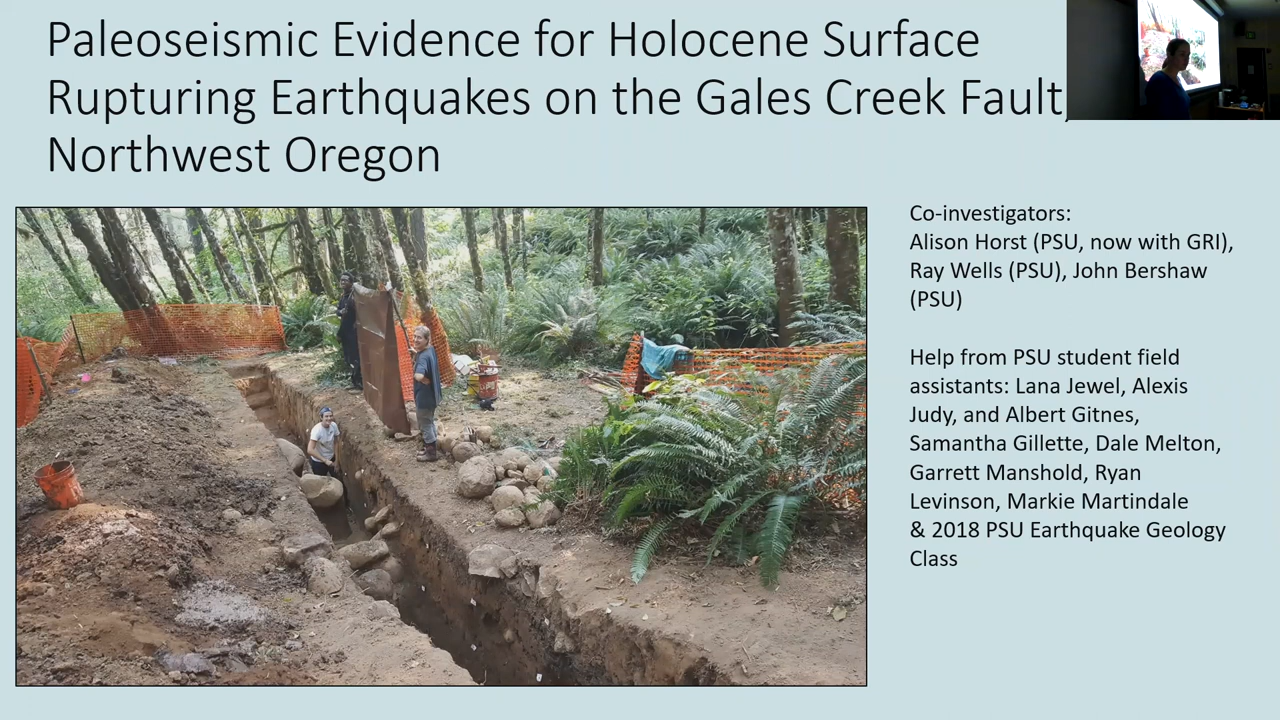 Paleoseismic Evidence for Holocene Surface
Rupturing Earthquakes on the Gales Creek Fault,
Northwest Oregon
Co-investigators:
Alison Horst (PSU, now with GRI),
Ray Wells (PSU), John Bershaw
(PSU)
Help from PSU student field
assistants: Lana Jewel, Alexis
Judy, and Albert Gitnes,
Samantha Gillette, Dale Melton,
Garrett Manshold, Ryan
Levinson, Markie Martindale
& 2018 PSU Earthquake Geology
Class